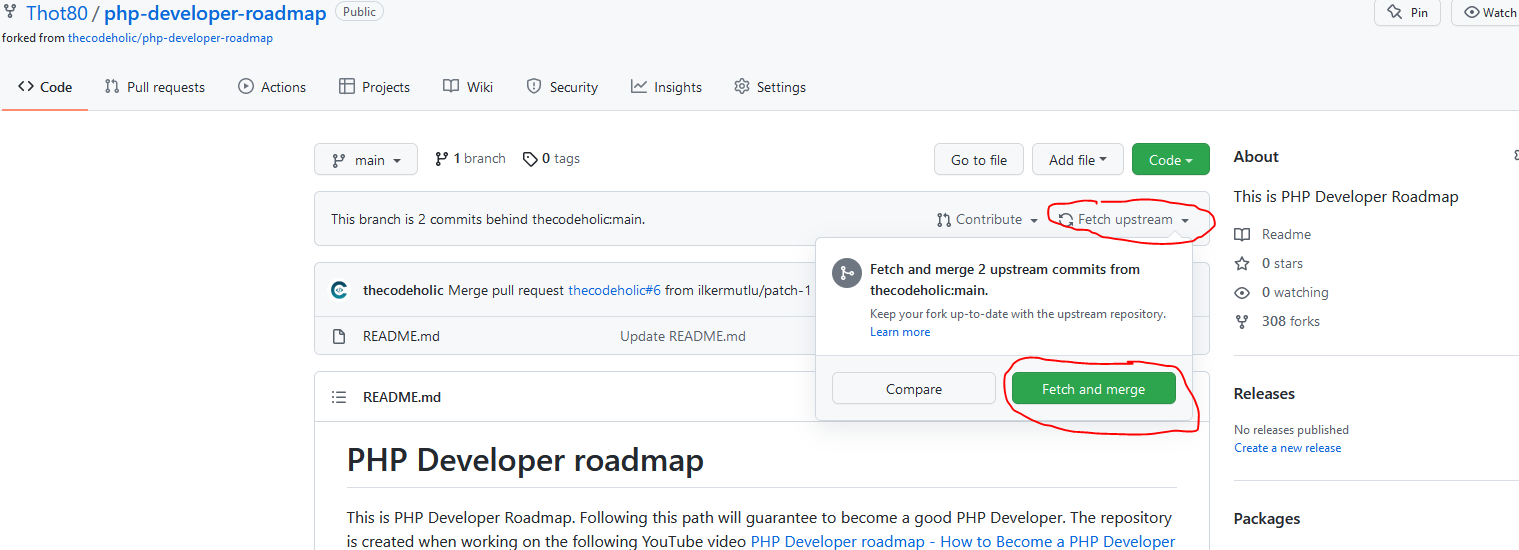 Thot80 / php-developer-roadmap Public Pin Watch
forked from thecodeholic/php-developer-roadmap
Code Pull requests Actions Projects Wiki Security Insights Settings
main 1 branch 0 tags Go to file Add file Code
This branch is 2 commits behind thecodeholic:main. Contribute Fetch upstream
Fetch and merge 2 upstream commits from
thecodeholic:main.
Keep your fork up-to-date with the upstream repository.
Learn more
Compare Fetch and merge
thecodeholic Merge pull request thecodeholic#6 from ilkermutlu/patch-1
README.md Update README.md
README.md
PHP Developer roadmap
This is PHP Developer Roadmap. Following this path will guarantee to become a good PHP Developer. The repository
is created when working on the following YouTube video PHP Developer roadmap - How to Become a PHP Developer
About
This is PHP Developer Roadmap
Readme
0 stars
0 watching
308 forks
Releases
No releases published
Create a new release
Packages